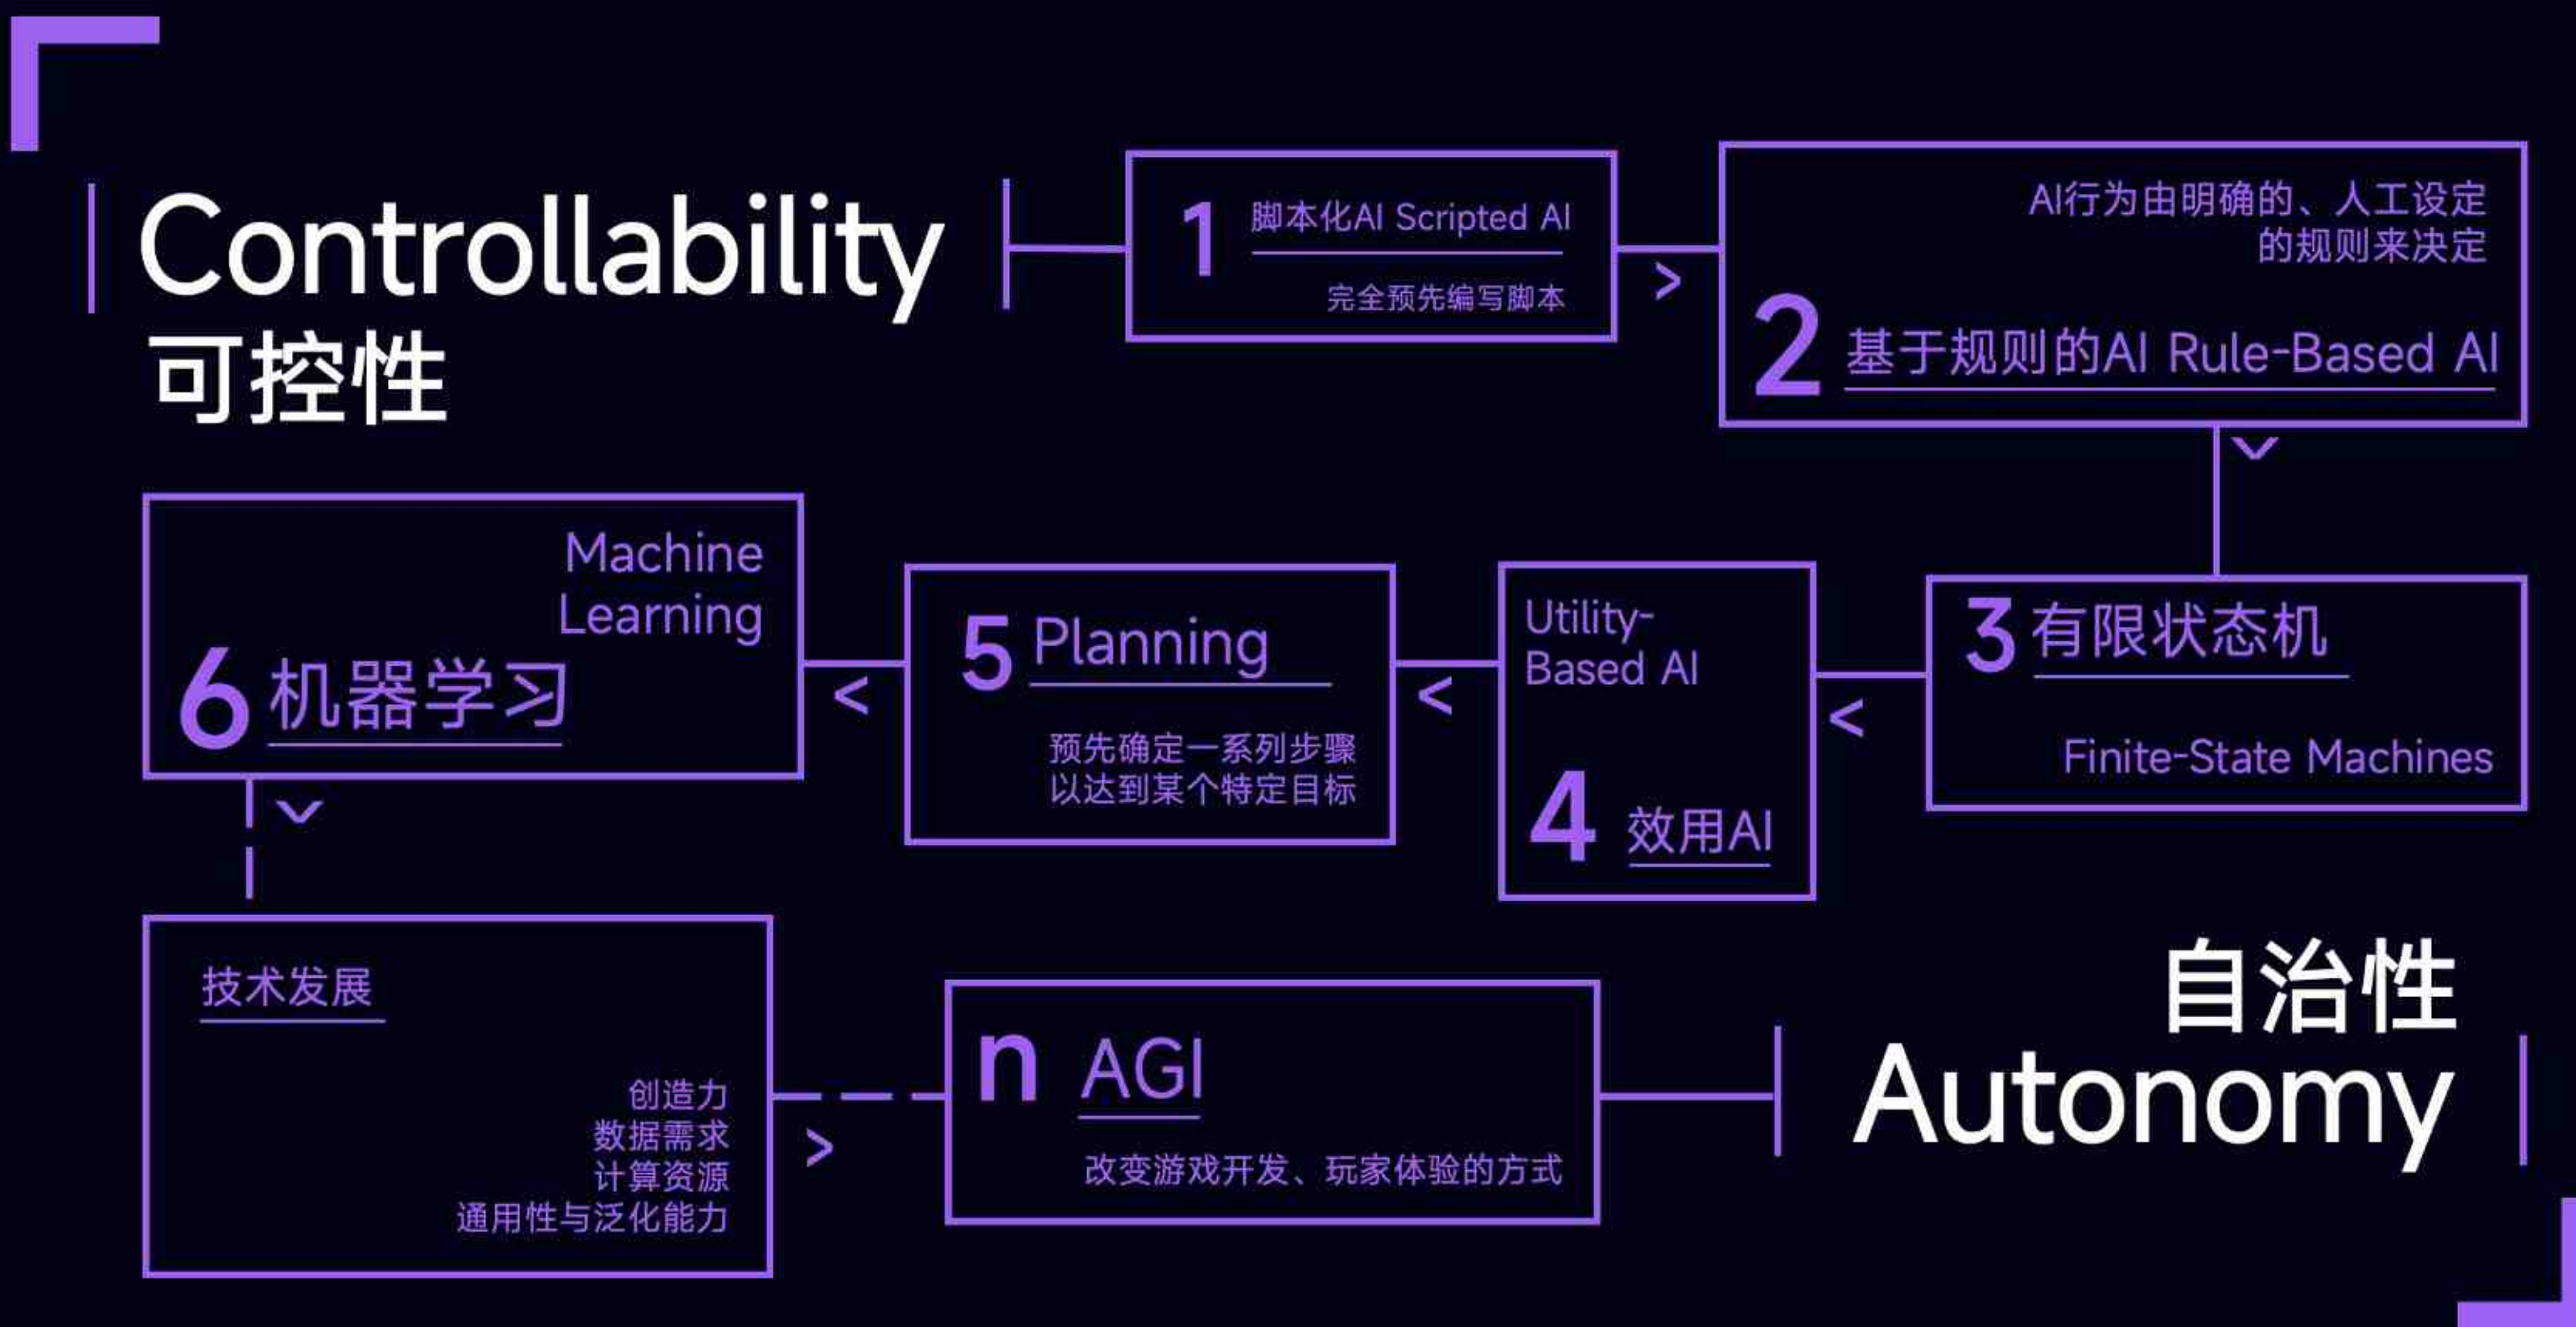 Controllability
可控性
1 脚本化AI Scripted AI
完全预先编写脚本
>
AI行为由明确的、人工设定
的规则来决定
2 基于规则的AI Rule-Based AI
3 有限状态机
Finite-State Machines
<
Utility-
Based AI
4 效用AI
<
5 Planning
预先确定一系列步骤
以达到某个特定目标
<
Machine
Learning
6 机器学习
技术发展
创造力
数据需求
计算资源
通用性与泛化能力
>
n AGI
改变游戏开发、玩家体验的方式
自治性
Autonomy